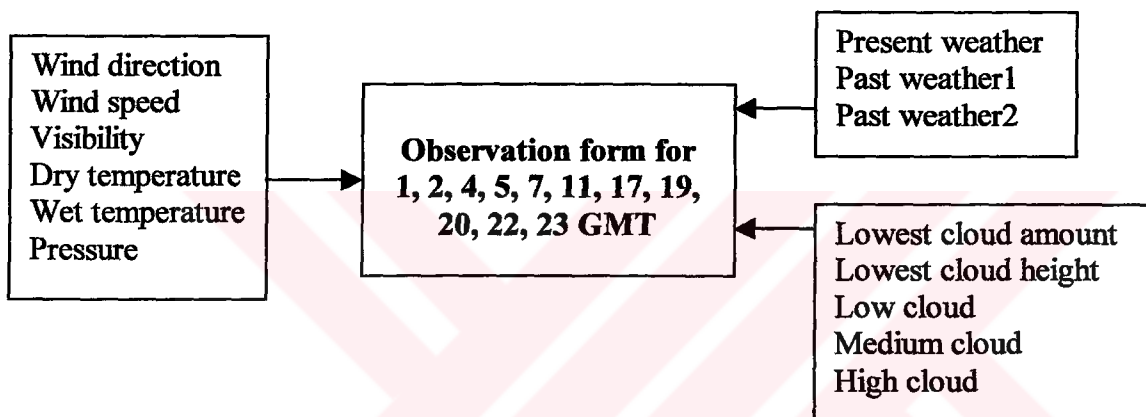 Wind direction
Wind speed
Visibility
Dry temperature
Wet temperature
Pressure
Observation form for
1, 2, 4, 5, 7, 11, 17, 19,
20, 22, 23 GMT
Present weather
Past weather1
Past weather2
Lowest cloud amount
Lowest cloud height
Low cloud
Medium cloud
High cloud